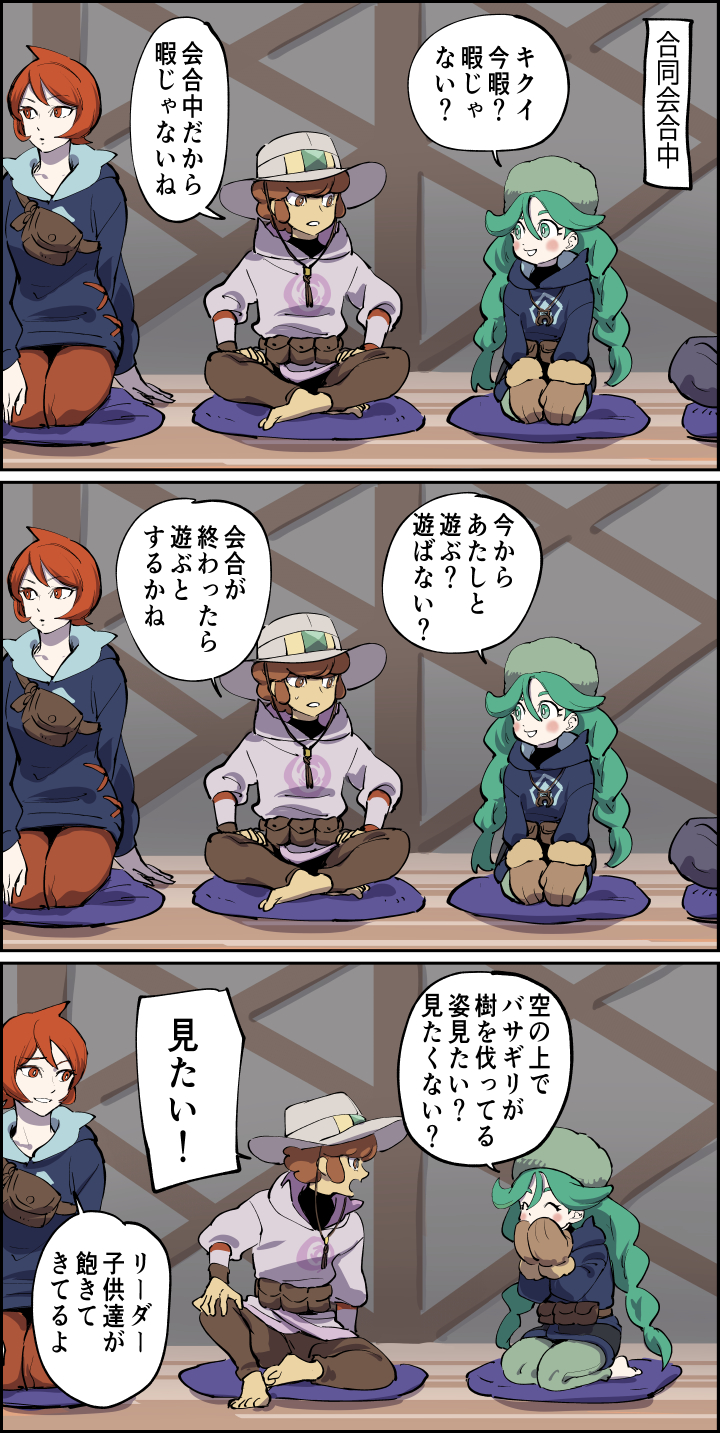 合同会合中
キクイ
今暇?
暇じゃ
ない?
会合中だから
暇じゃないね
今から
あたしと
遊ぶ?
遊ばない?
会合が
終わったら
遊ぶと
するかね
空の上で
バサギリが
樹を伐ってる
姿見たい?
見たくない?
見たい!
リーダー
子供達が
飽きて
きてるよ